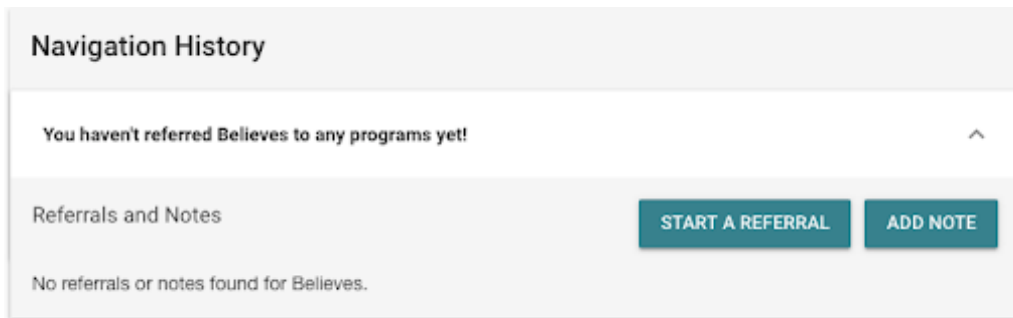 Navigation History
You haven't referred Believes to any programs yet!
Referrals and Notes
START A REFERRAL
ADD NOTE
No referrals or notes found for Believes.